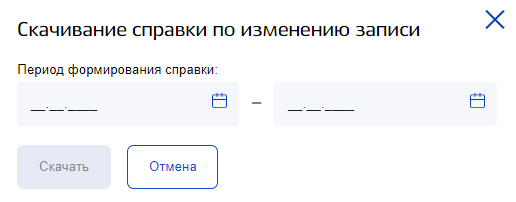 Скачивание справки по изменению записи
Период формирования справки:
__.__.____ – __.__.____
Скачать Отмена